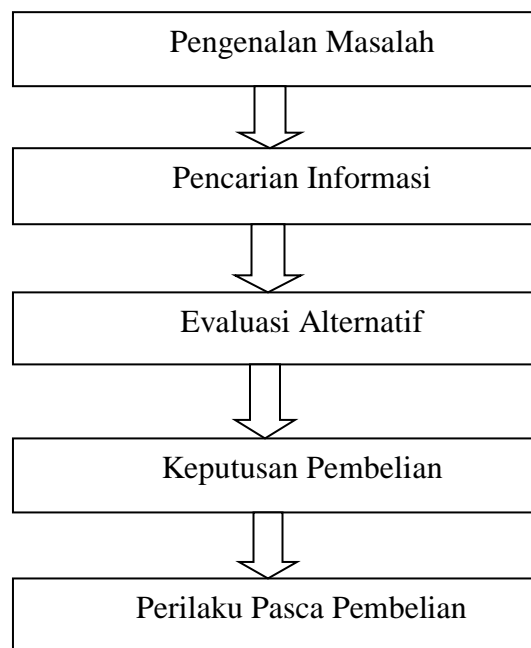 Pengenalan Masalah
Pencarian Informasi
Evaluasi Alternatif
Keputusan Pembelian
Perilaku Pasca Pembelian